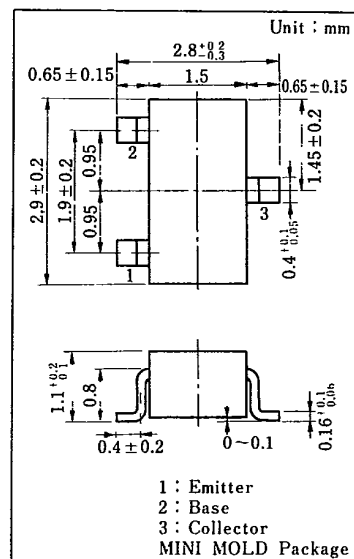 Unit : mm
2.8 +0.2 -0.3
0.65±0.15
1.5
0.65±0.15
2.9±0.2
1.9±0.2
0.95
0.95
2
1
3
1.45±0.2
0.4 +0.1 -0.05
1.1 +0.2 -0.1
0.8
0.4±0.2
0~0.1
0.16 +0.1 -0.06
1 : Emitter
2 : Base
3 : Collector
MINI MOLD Package